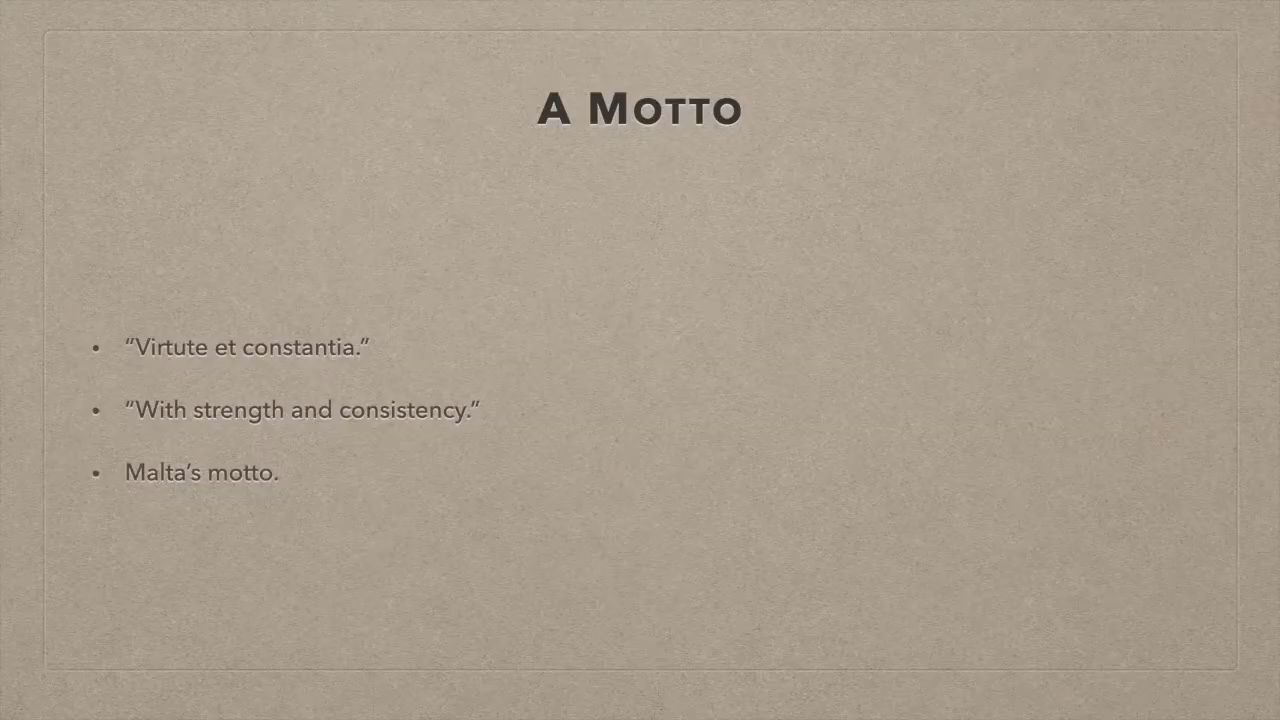 A Motto
• “Virtute et constantia.”
• “With strength and consistency.”
• Malta’s motto.